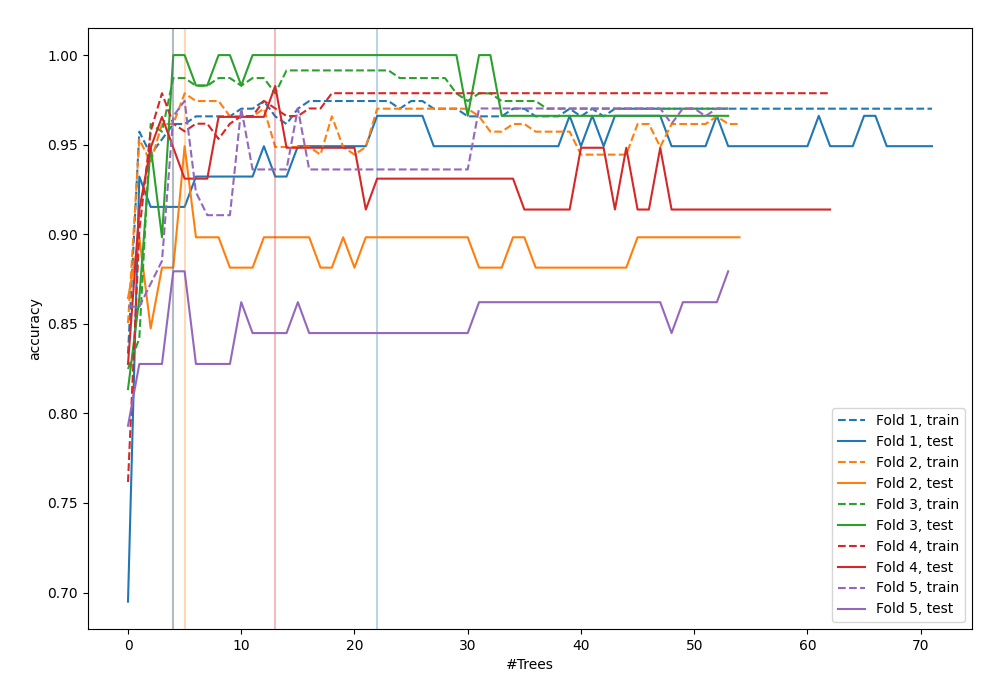 1.00
0.95
0.90
0.85
0.80
0.75
0.70
accuracy
0 10 20 30 40 50 60 70
#Trees
Fold 1, train
Fold 1, test
Fold 2, train
Fold 2, test
Fold 3, train
Fold 3, test
Fold 4, train
Fold 4, test
Fold 5, train
Fold 5, test